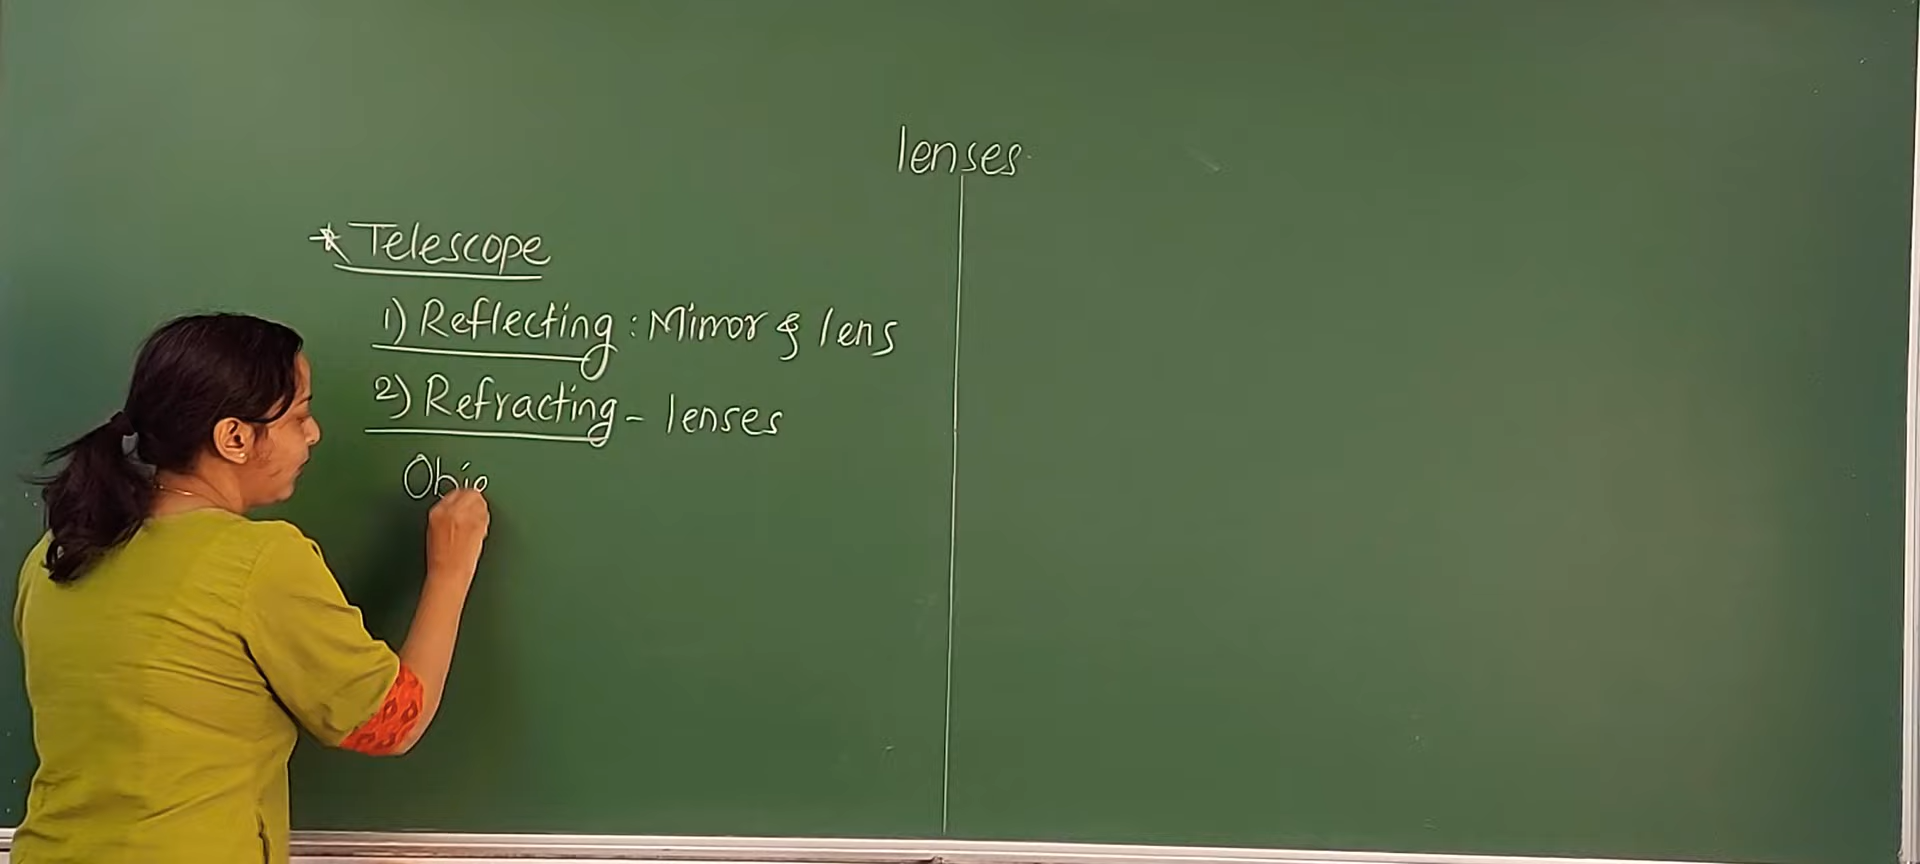 lenses
* Telescope
1) Reflecting : Mirror & lens
2) Refracting - lenses
Obje